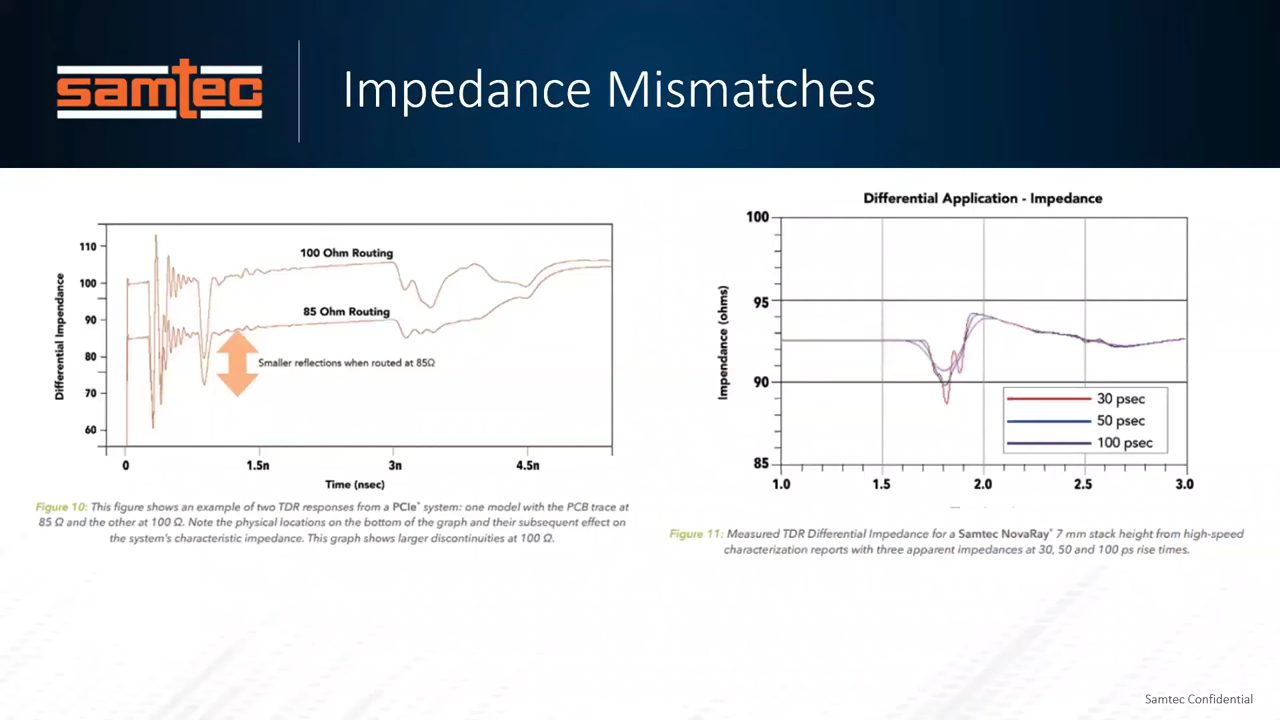 samtec
Impedance Mismatches
110
100
90
80
70
60
Differential Impendance
100 Ohm Routing
85 Ohm Routing
Smaller reflections when routed at 85Ω
0
1.5n
3n
4.5n
Time (nsec)
Figure 10: This figure shows an example of two TDR responses from a PCIe® system: one model with the PCB trace at
85 Ω and the other at 100 Ω. Note the physical locations on the bottom of the graph and their subsequent effect on
the system's characteristic impedance. This graph shows larger discontinuities at 100 Ω.
Differential Application - Impedance
100
95
90
85
Impendance (ohms)
30 psec
50 psec
100 psec
1.0
1.5
2.0
2.5
3.0
Figure 11: Measured TDR Differential Impedance for a Samtec NovaRay® 7 mm stack height from high-speed
characterization reports with three apparent impedances at 30, 50 and 100 ps rise times.
Samtec Confidential